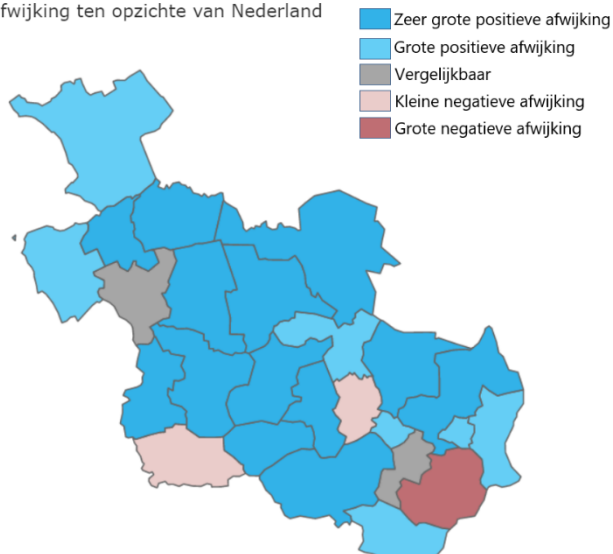 fwijking ten opzichte van Nederland
Zeer grote positieve afwijking
Grote positieve afwijking
Vergelijkbaar
Kleine negatieve afwijking
Grote negatieve afwijking